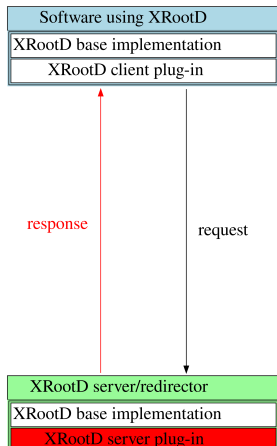 Software using XRootD
XRootD base implementation
XRootD client plug-in
response
request
XRootD server/redirector
XRootD base implementation
XRootD server plug-in